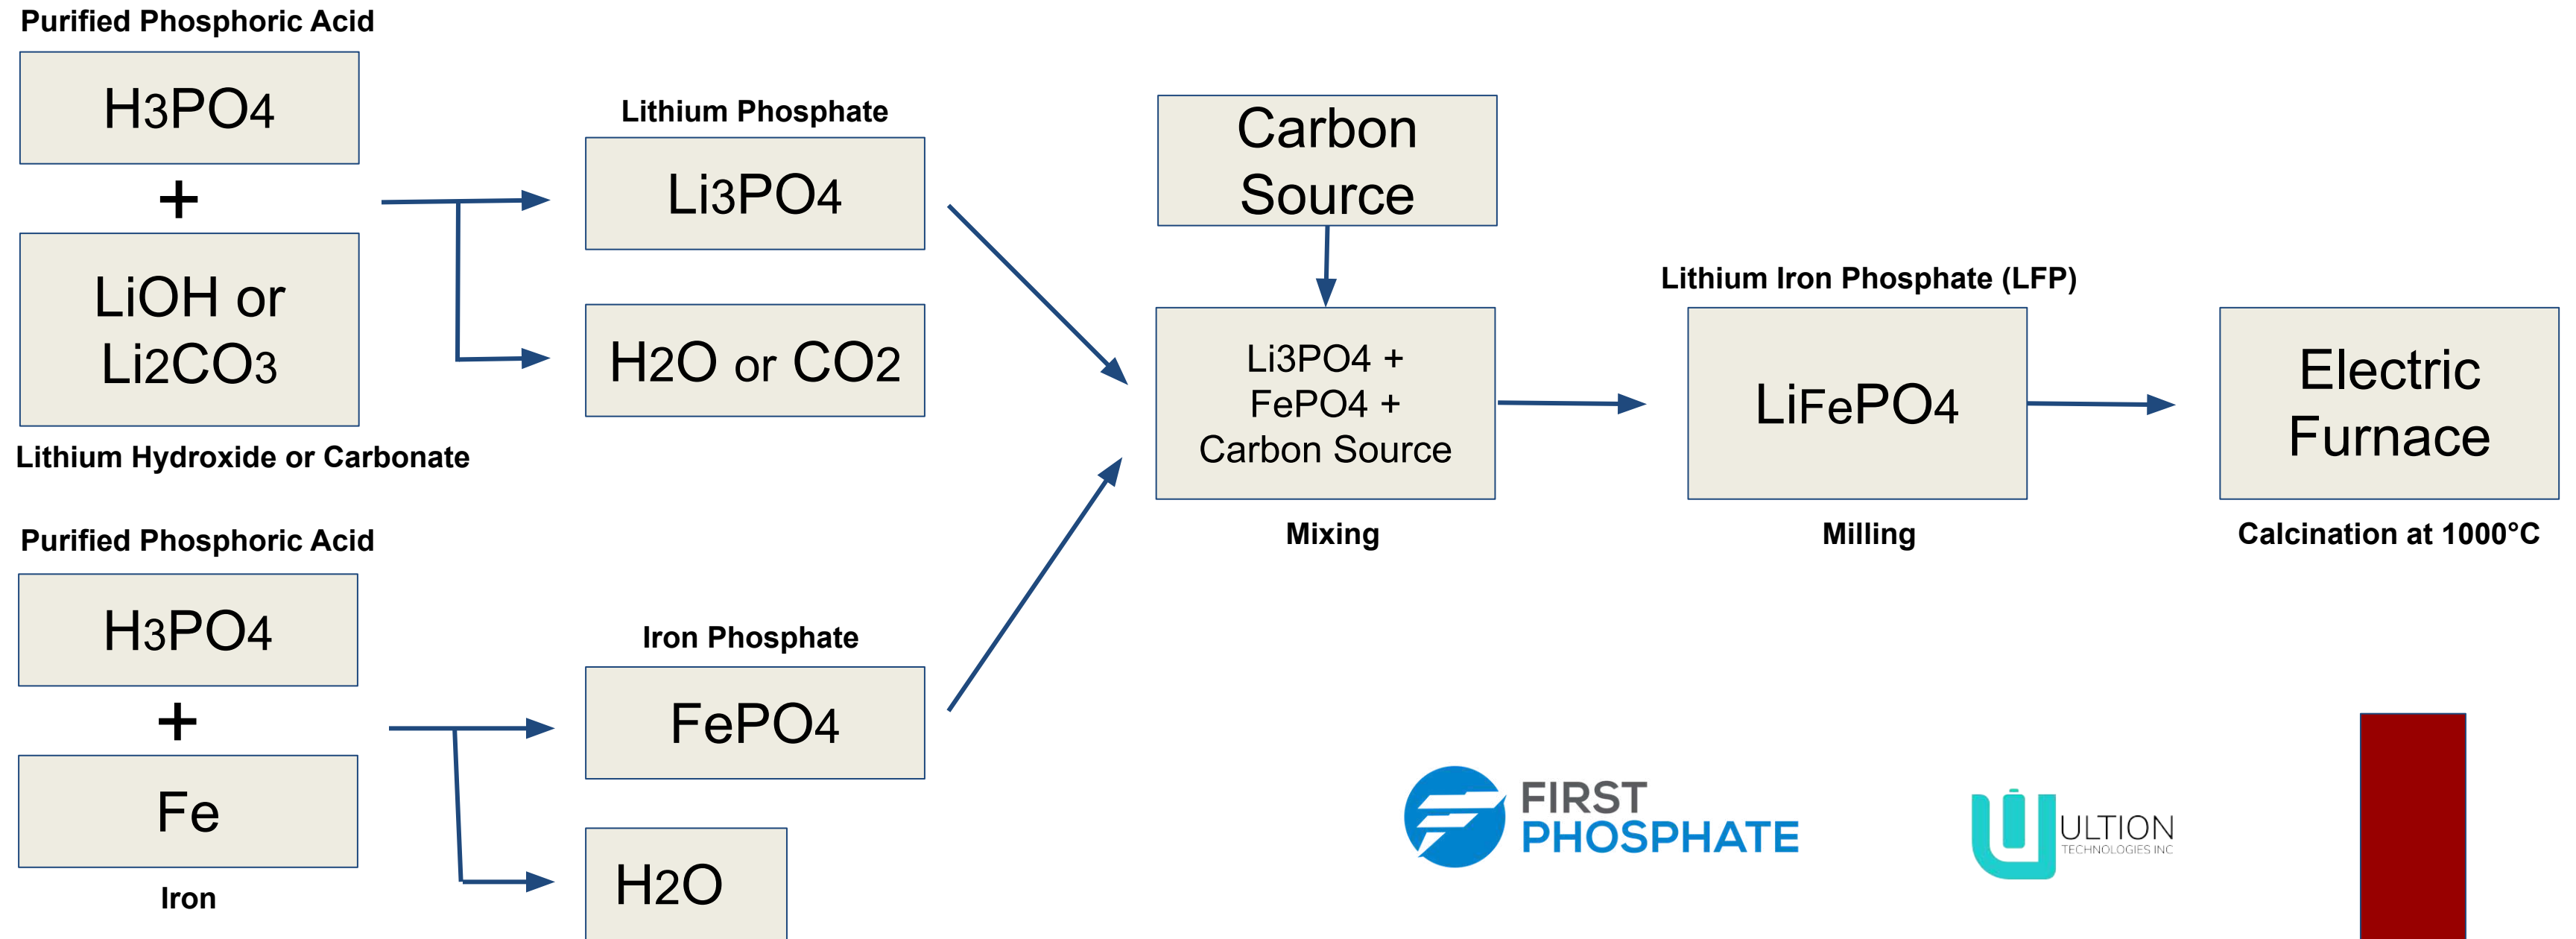 Purified Phosphoric Acid
H3PO4
+
LiOH or
Li2CO3
Lithium Hydroxide or Carbonate
Lithium Phosphate
Li3PO4
H2O or CO2
Purified Phosphoric Acid
H3PO4
+
Fe
Iron
Iron Phosphate
FePO4
H2O
Carbon
Source
Li3PO4 +
FePO4 +
Carbon Source
Mixing
Lithium Iron Phosphate (LFP)
LiFePO4
Milling
Electric
Furnace
Calcination at 1000°C
FIRST
PHOSPHATE
ULTION
TECHNOLOGIES INC